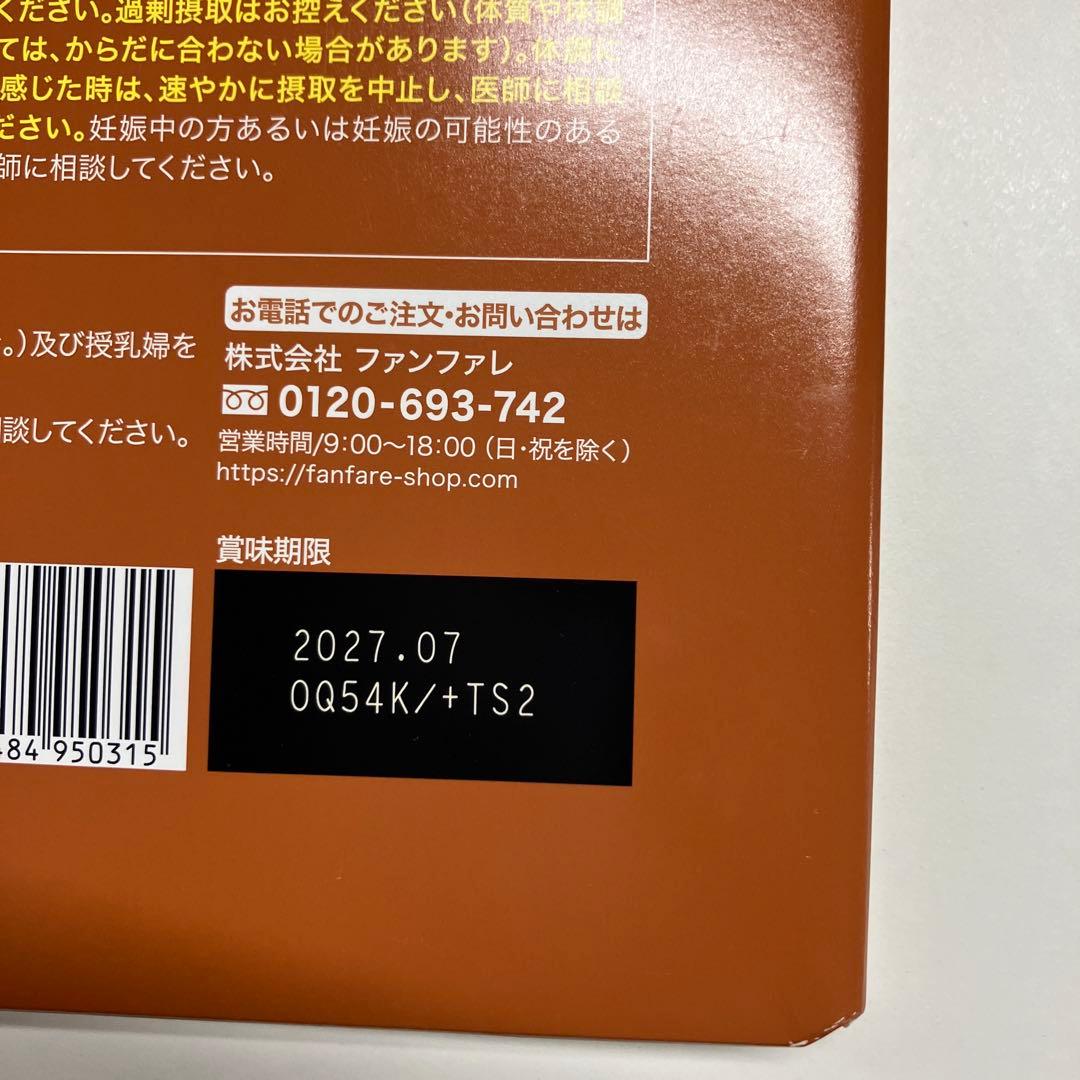 ください。過剰摂取はお控えください(体質や体調
ては、からだに合わない場合があります)。体調に
感じた時は、速やかに摂取を中止し、医師に相談
ださい。妊娠中の方あるいは妊娠の可能性のある
師に相談してください。
。)及び授乳婦を
談してください。
お電話でのご注文・お問い合わせは
株式会社 ファンファレ
0120-693-742
営業時間/9:00〜18:00 (日・祝を除く)
https://fanfare-shop.com
賞味期限
2027.07
0Q54K/+TS2
84 950315